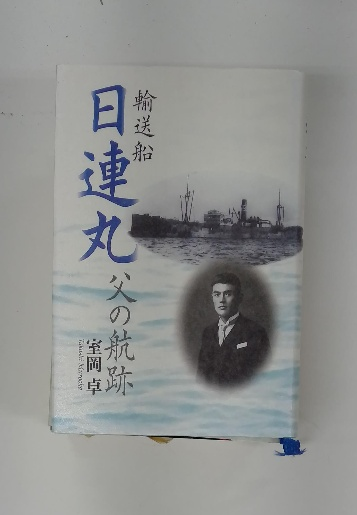 輸送船
日連丸
父の航跡
室岡 卓